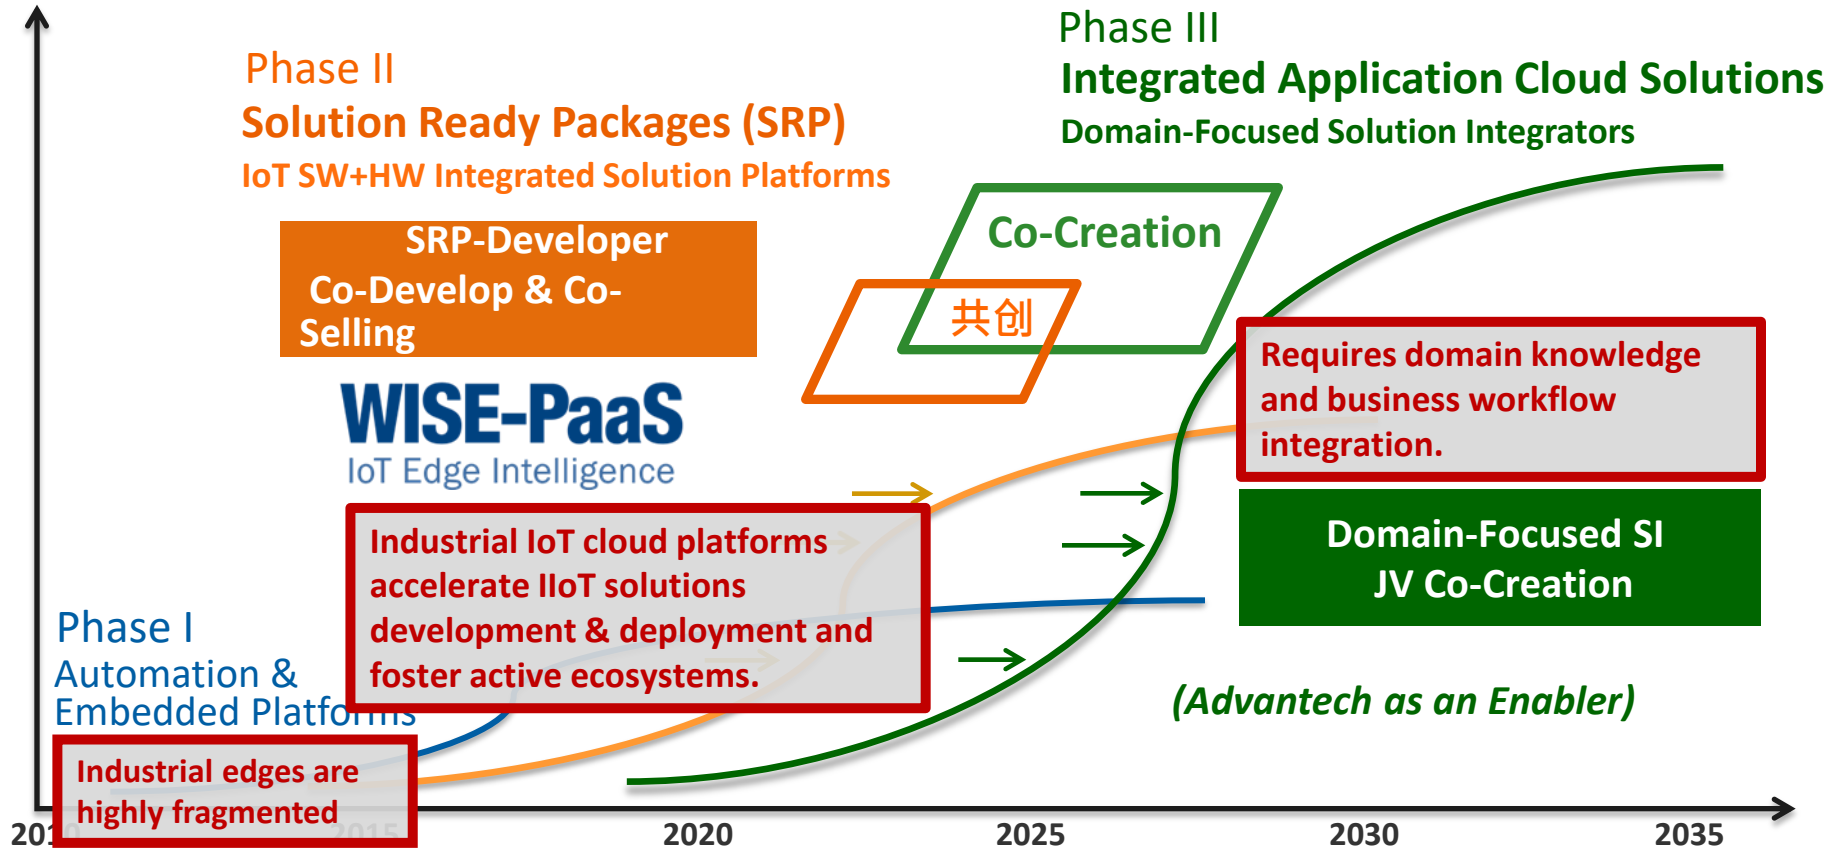 Phase III
Integrated Application Cloud Solutions
Domain-Focused Solution Integrators
Phase II
Solution Ready Packages (SRP)
IoT SW+HW Integrated Solution Platforms
SRP-Developer
Co-Develop & Co-
Selling
Co-Creation
共创
WISE-PaaS
IoT Edge Intelligence
Requires domain knowledge
and business workflow
integration.
Industrial IoT cloud platforms
accelerate IIoT solutions
development & deployment and
foster active ecosystems.
Domain-Focused SI
JV Co-Creation
(Advantech as an Enabler)
Phase I
Automation &
Embedded Platforms
Industrial edges are
highly fragmented
2010
2015
2020
2025
2030
2035